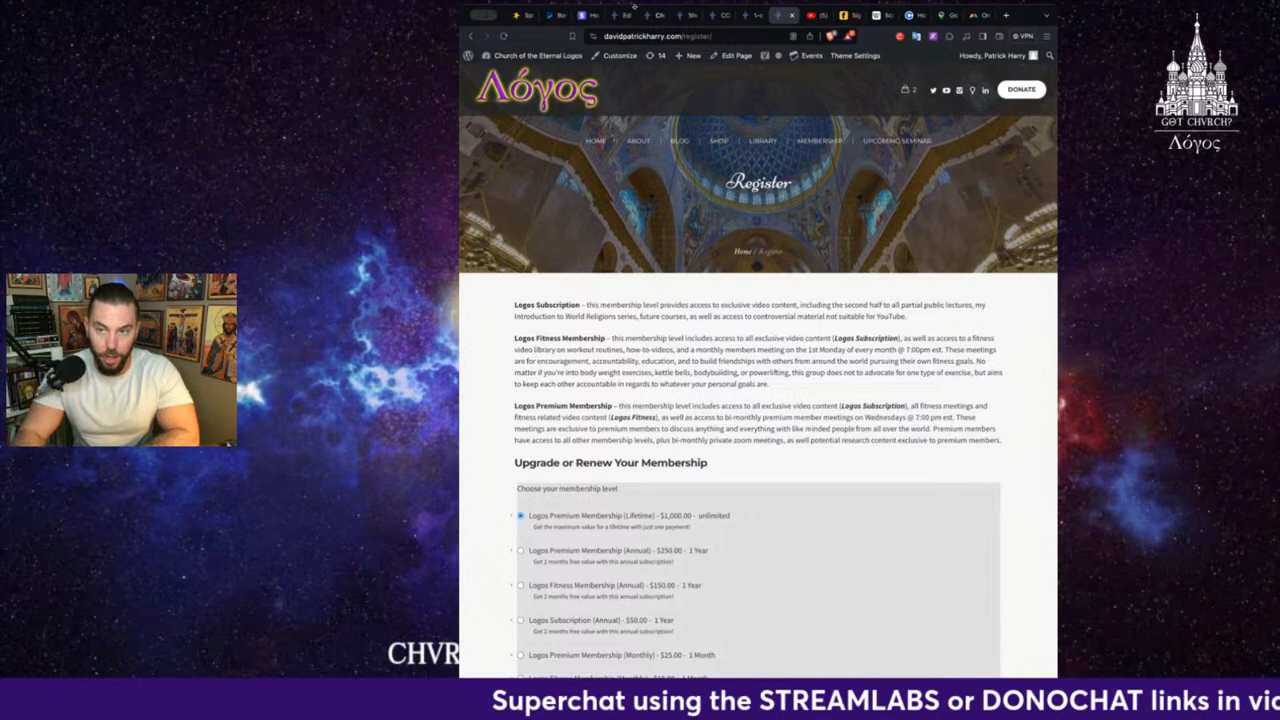 davidpatrickharry.com/register/
VPN
Church of the Eternal Logos
Customize
14
New
Edit Page
Events
Theme Settings
Howdy, Patrick Harry
Λόγος
2
DONATE
HOME
ABOUT
BLOG
SHOP
LIBRARY
MEMBERSHIP
UPCOMING SEMINAR
Register
Home / Register
Logos Subscription – this membership level provides access to exclusive video content, including the second half to all partial public lectures, my
Introduction to World Religions series, future courses, as well as access to controversial material not suitable for YouTube.
Logos Fitness Membership – this membership level includes access to all exclusive video content (Logos Subscription), as well as access to a fitness
video library on workout routines, how-to-videos, and a monthly members meeting on the 1st Monday of every month @ 7:00pm est. These meetings
are for encouragement, accountability, education, and to build friendships with others from around the world pursuing their own fitness goals. No
matter if you're into body weight exercises, kettle bells, bodybuilding, or powerlifting, this group does not to advocate for one type of exercise, but aims
to keep each other accountable in regards to whatever your personal goals are.
Logos Premium Membership – this membership level includes access to all exclusive video content (Logos Subscription), all fitness meetings and
fitness related video content (Logos Fitness), as well as access to bi-monthly premium member meetings on Wednesdays @ 7:00 pm est. These
meetings are exclusive to premium members to discuss anything and everything with like minded people from all over the world. Premium members
have access to all other membership levels, plus bi-monthly private zoom meetings, as well potential research content exclusive to premium members.
Upgrade or Renew Your Membership
Choose your membership level
Logos Premium Membership (Lifetime) - $1,000.00 - unlimited
Get the maximum value for a lifetime with just one payment!
Logos Premium Membership (Annual) - $250.00 - 1 Year
Get 2 months free value with this annual subscription!
Logos Fitness Membership (Annual) - $150.00 - 1 Year
Get 2 months free value with this annual subscription!
Logos Subscription (Annual) - $50.00 - 1 Year
Get 2 months free value with this annual subscription!
Logos Premium Membership (Monthly) - $25.00 - 1 Month
GOT CHVRCH?
Λόγος
CHVR
Superchat using the STREAMLABS or DONOCHAT links in vi